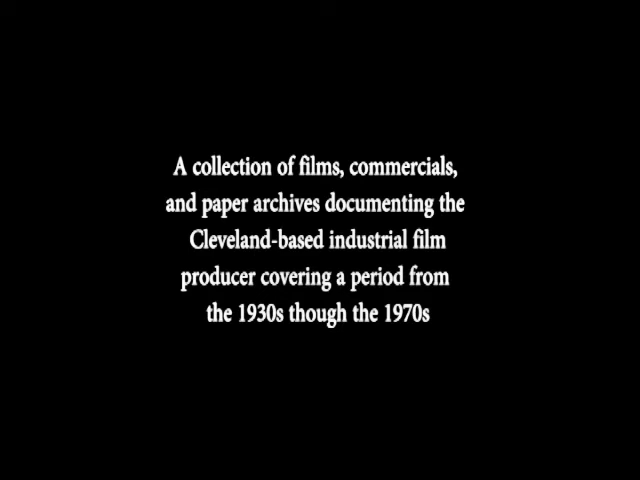 A collection of films, commercials,
and paper archives documenting the
Cleveland-based industrial film
producer covering a period from
the 1930s though the 1970s